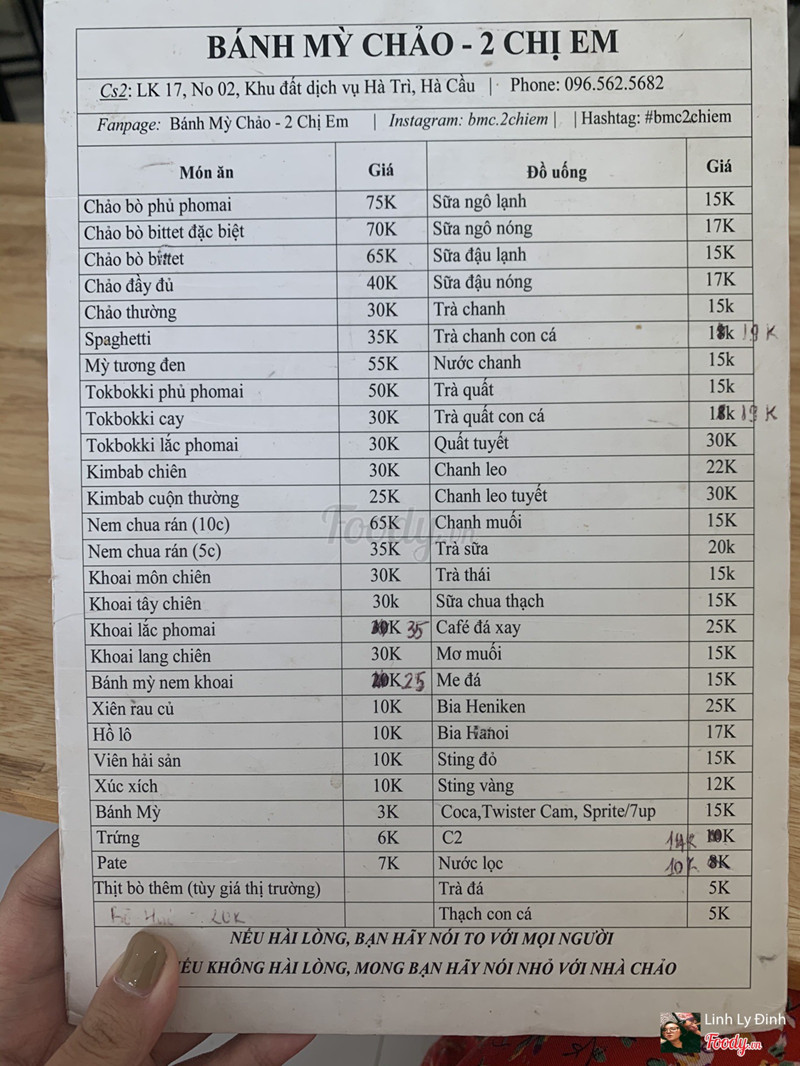 BÁNH MỲ CHẢO - 2 CHỊ EM
Cs2: LK 17, No 02, Khu đất dịch vụ Hà Trì, Hà Cầu | Phone: 096.562.5682
Fanpage: Bánh Mỳ Chảo - 2 Chị Em | Instagram: bmc.2chiem | | Hashtag: #bmc2chiem
Món ăn Giá Đồ uống Giá
Chảo bò phủ phomai 75K Sữa ngô lạnh 15K
Chảo bò bittet đặc biệt 70K Sữa ngô nóng 17K
Chảo bò bittet 65K Sữa đậu lạnh 15K
Chảo đầy đủ 40K Sữa đậu nóng 17K
Chảo thường 30K Trà chanh 15k
Spaghetti 35K Trà chanh con cá 18k 19K
Mỳ tương đen 55K Nước chanh 15k
Tokbokki phủ phomai 50K Trà quất 15k
Tokbokki cay 30K Trà quất con cá 18k 19K
Tokbokki lắc phomai 30K Quất tuyết 30K
Kimbab chiên 30K Chanh leo 22K
Kimbab cuộn thường 25K Chanh leo tuyết 30K
Nem chua rán (10c) 65K Chanh muối 15K
Nem chua rán (5c) 35K Trà sữa 20k
Khoai môn chiên 30K Trà thái 15k
Khoai tây chiên 30k Sữa chua thạch 15K
Khoai lắc phomai 35 Café đá xay 25K
Khoai lang chiên 30K Mơ muối 15K
Bánh mỳ nem khoai 25 Me đá 15K
Xiên rau củ 10K Bia Heniken 25K
Hồ lô 10K Bia Hanoi 17K
Viên hải sản 10K Sting đỏ 15K
Xúc xích 10K Sting vàng 12K
Bánh Mỳ 3K Coca,Twister Cam, Sprite/7up 15K
Trứng 6K C2 14K 10K
Pate 7K Nước lọc 10K 8K
Thịt bò thêm (tùy giá thị trường) Trà đá 5K
20K Thạch con cá 5K
NẾU HÀI LÒNG, BẠN HÃY NÓI TO VỚI MỌI NGƯỜI
NẾU KHÔNG HÀI LÒNG, MONG BẠN HÃY NÓI NHỎ VỚI NHÀ CHẢO
Foody.vn
Linh Ly Đinh
Foody.vn